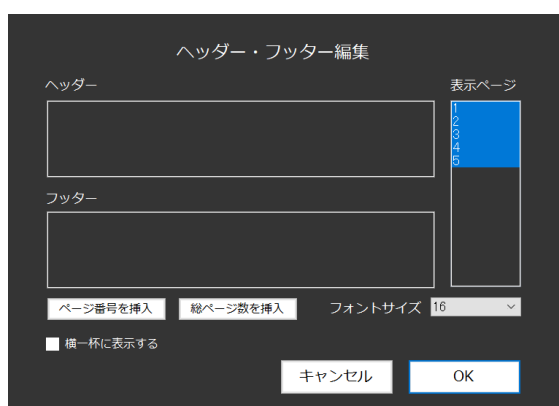 ヘッダー・フッター編集
ヘッダー
表示ページ
1
2
3
4
5
フッター
ページ番号を挿入
総ページ数を挿入
フォントサイズ
16
横一杯に表示する
キャンセル
OK